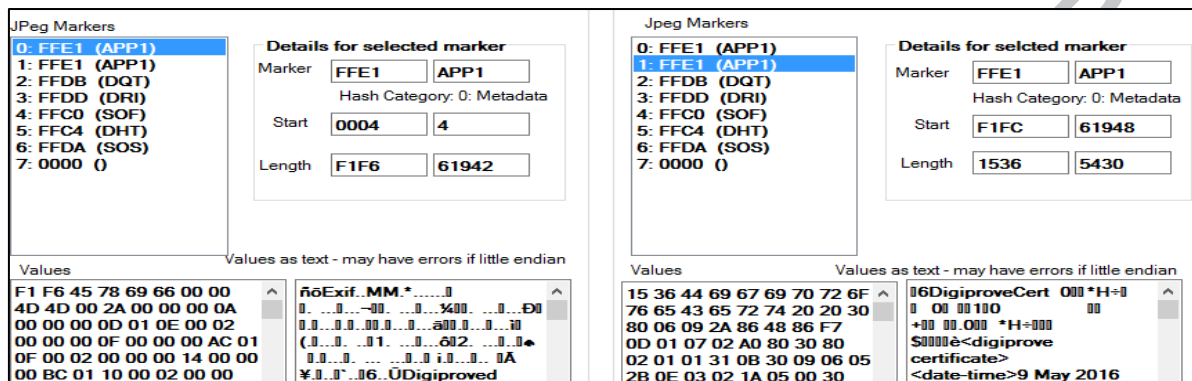 JPeg Markers
0: FFE1 (APP1)
1: FFE1 (APP1)
2: FFDB (DQT)
3: FFDD (DRI)
4: FFC0 (SOF)
5: FFC4 (DHT)
6: FFDA (SOS)
7: 0000 ()
Details for selected marker
Marker FFE1 APP1
Hash Category: 0: Metadata
Start 0004 4
Length F1F6 61942
Values
Values as text - may have errors if little endian
F1 F6 45 78 69 66 00 00
4D 4D 00 2A 00 00 00 0A
00 00 00 0D 01 0E 00 02
00 00 00 0F 00 00 00 AC 01
0F 00 02 00 00 00 14 00 00
00 BC 01 10 00 02 00 00
ñöExif..MM.*......
Digiproved
Jpeg Markers
0: FFE1 (APP1)
1: FFE1 (APP1)
2: FFDB (DQT)
3: FFDD (DRI)
4: FFC0 (SOF)
5: FFC4 (DHT)
6: FFDA (SOS)
7: 0000 ()
Details for selcted marker
Marker FFE1 APP1
Hash Category: 0: Metadata
Start F1FC 61948
Length 1536 5430
Values
Values as text - may have errors if little endian
15 36 44 69 67 69 70 72 6F
76 65 43 65 72 74 20 20 30
80 06 09 2A 86 48 86 F7
0D 01 07 02 A0 80 30 80
02 01 01 31 0B 30 09 06 05
2B 0E 03 02 1A 05 00 30
6DigiproveCert
è<digiprove
certificate>
<date-time>9 May 2016